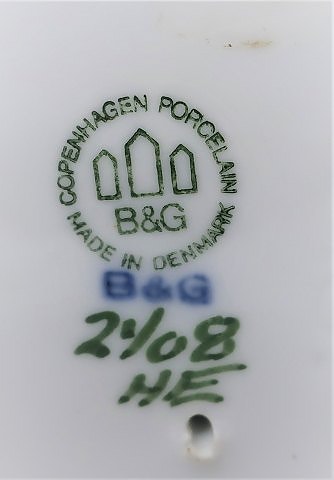 COPENHAGEN PORCELAIN
B&G
MADE IN DENMARK
B&G
2408
HE